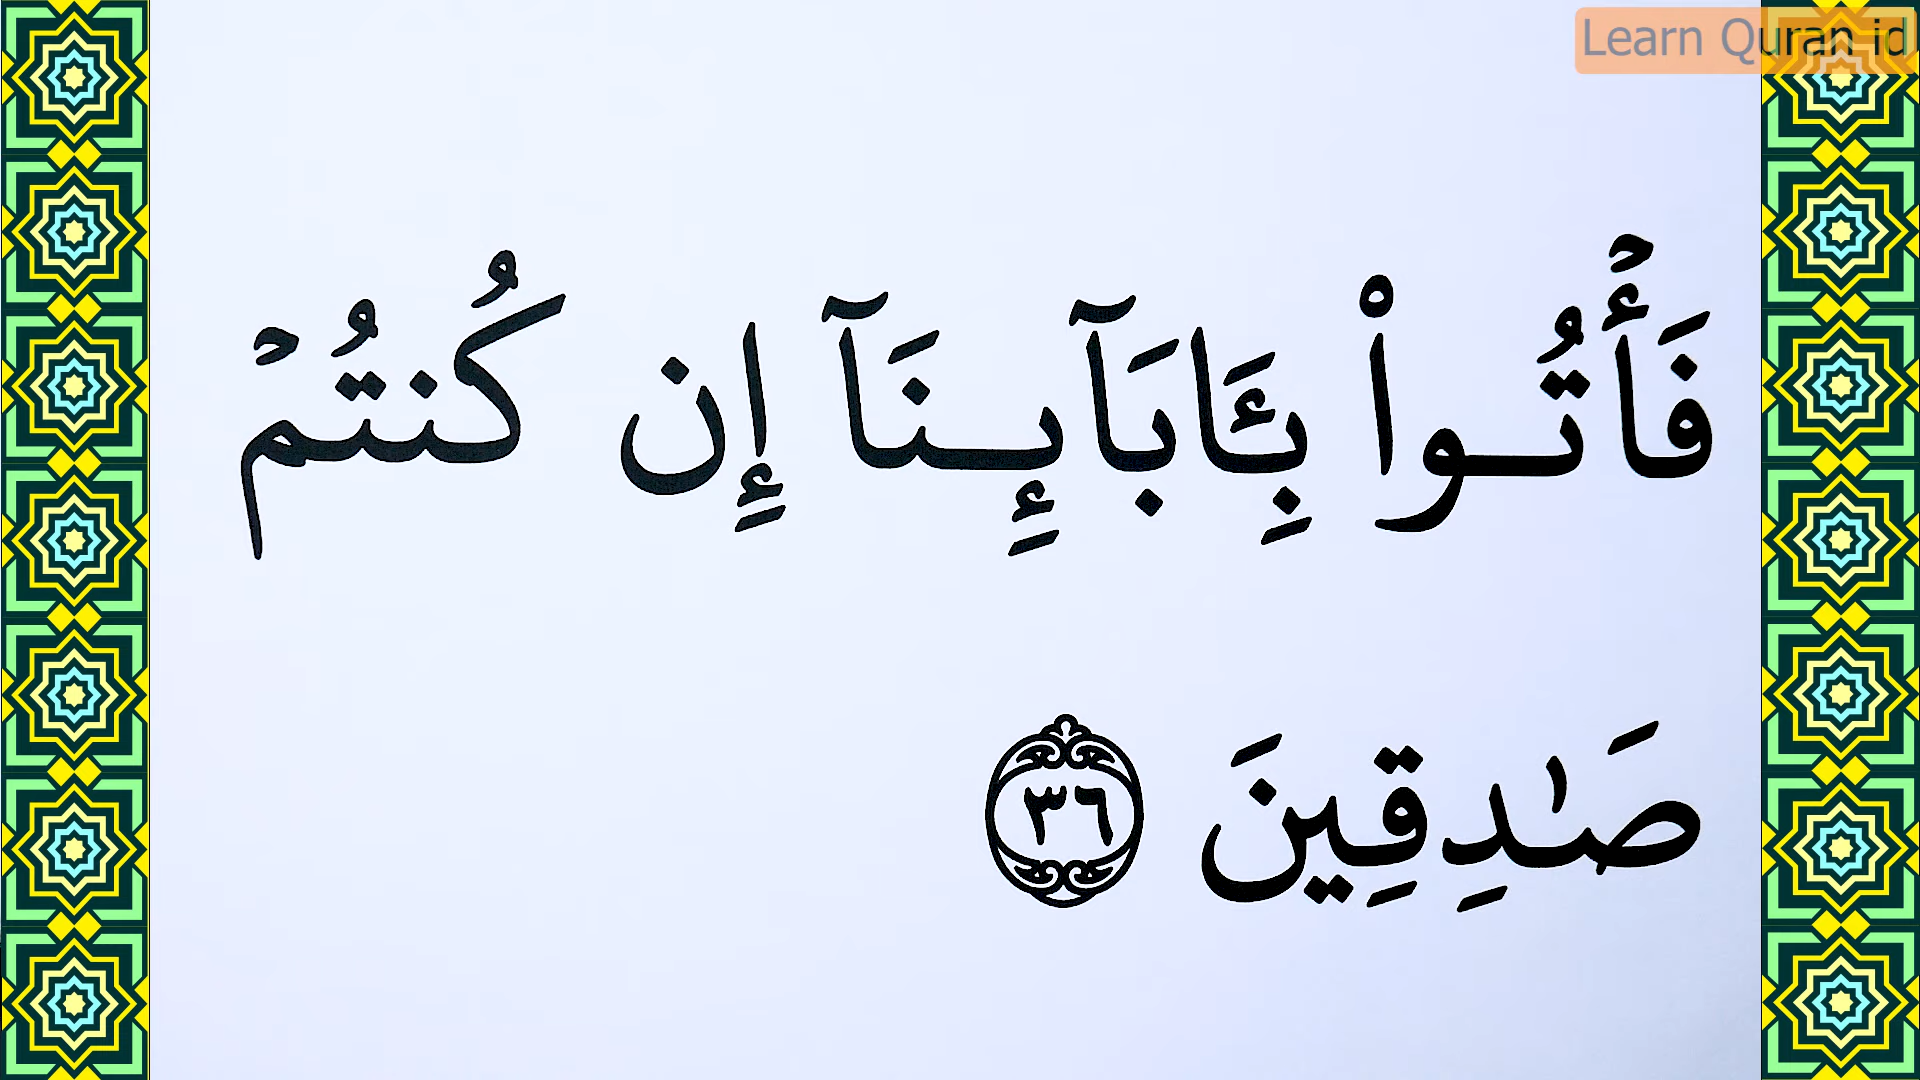 Learn Quran id
فَأۡتُواْ بِـَٔابَآئِنَآ إِن كُنتُمۡ
صَٰدِقِينَ ٣٦